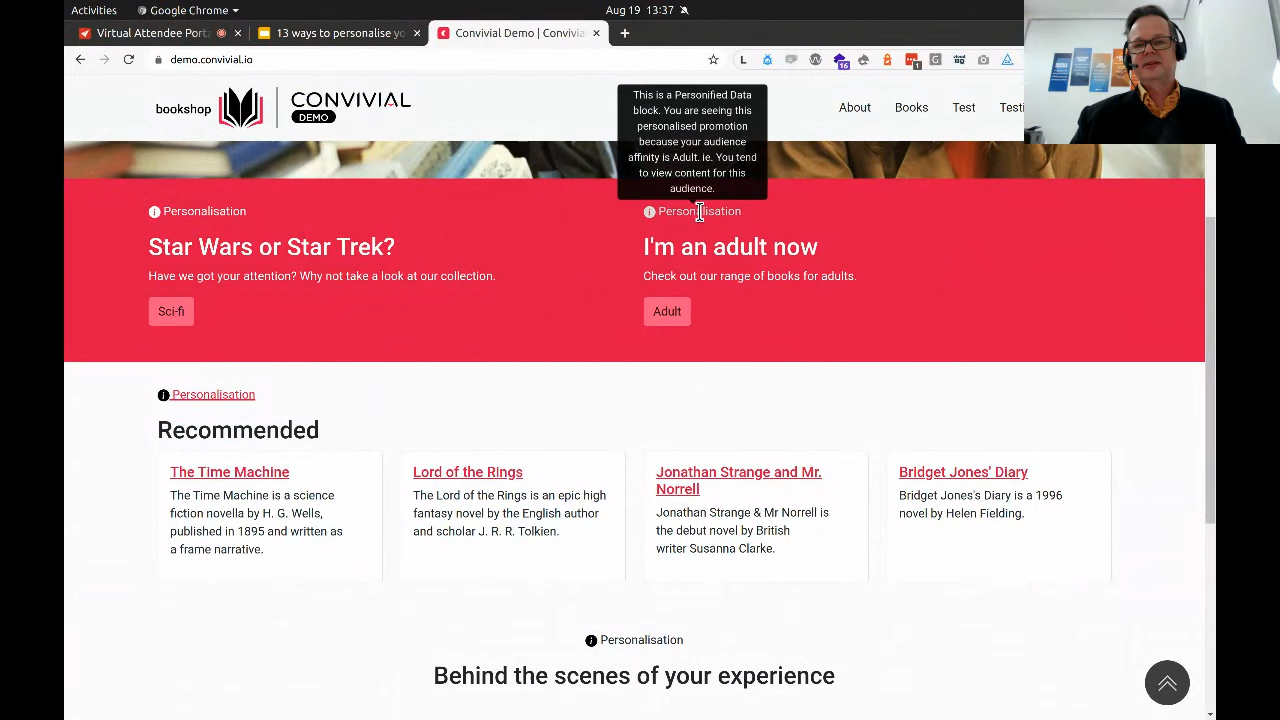 Activities
Google Chrome
Aug 19 13:37
Virtual Attendee Port
13 ways to personalise yo
Convivial Demo | Convivia
demo.convivial.io
L
16
1
G
bookshop
CONVIVIAL
DEMO
About
Books
Test
Testi
This is a Personified Data
block. You are seeing this
personalised promotion
because your audience
affinity is Adult. ie. You tend
to view content for this
audience.
Personalisation
Star Wars or Star Trek?
Have we got your attention? Why not take a look at our collection.
Sci-fi
Personalisation
I'm an adult now
Check out our range of books for adults.
Adult
Personalisation
Recommended
The Time Machine
The Time Machine is a science
fiction novella by H. G. Wells,
published in 1895 and written as
a frame narrative.
Lord of the Rings
The Lord of the Rings is an epic high
fantasy novel by the English author
and scholar J. R. R. Tolkien.
Jonathan Strange and Mr.
Norrell
Jonathan Strange & Mr Norrell is
the debut novel by British
writer Susanna Clarke.
Bridget Jones' Diary
Bridget Jones's Diary is a 1996
novel by Helen Fielding.
Personalisation
Behind the scenes of your experience